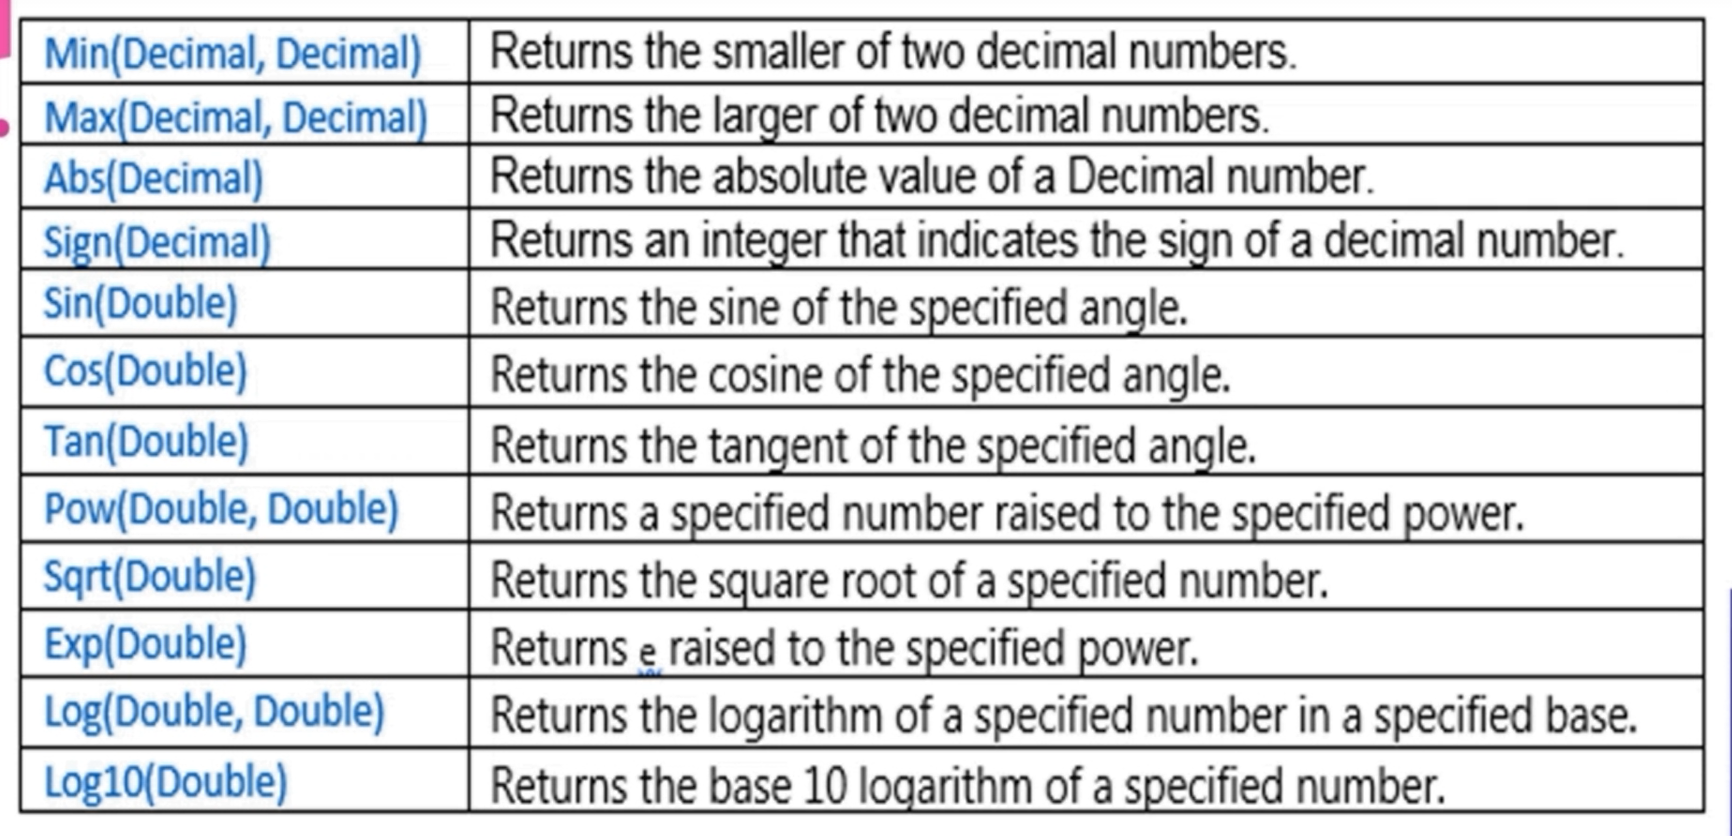 Min(Decimal, Decimal) Returns the smaller of two decimal numbers.
Max(Decimal, Decimal) Returns the larger of two decimal numbers.
Abs(Decimal) Returns the absolute value of a Decimal number.
Sign(Decimal) Returns an integer that indicates the sign of a decimal number.
Sin(Double) Returns the sine of the specified angle.
Cos(Double) Returns the cosine of the specified angle.
Tan(Double) Returns the tangent of the specified angle.
Pow(Double, Double) Returns a specified number raised to the specified power.
Sqrt(Double) Returns the square root of a specified number.
Exp(Double) Returns e raised to the specified power.
Log(Double, Double) Returns the logarithm of a specified number in a specified base.
Log10(Double) Returns the base 10 logarithm of a specified number.